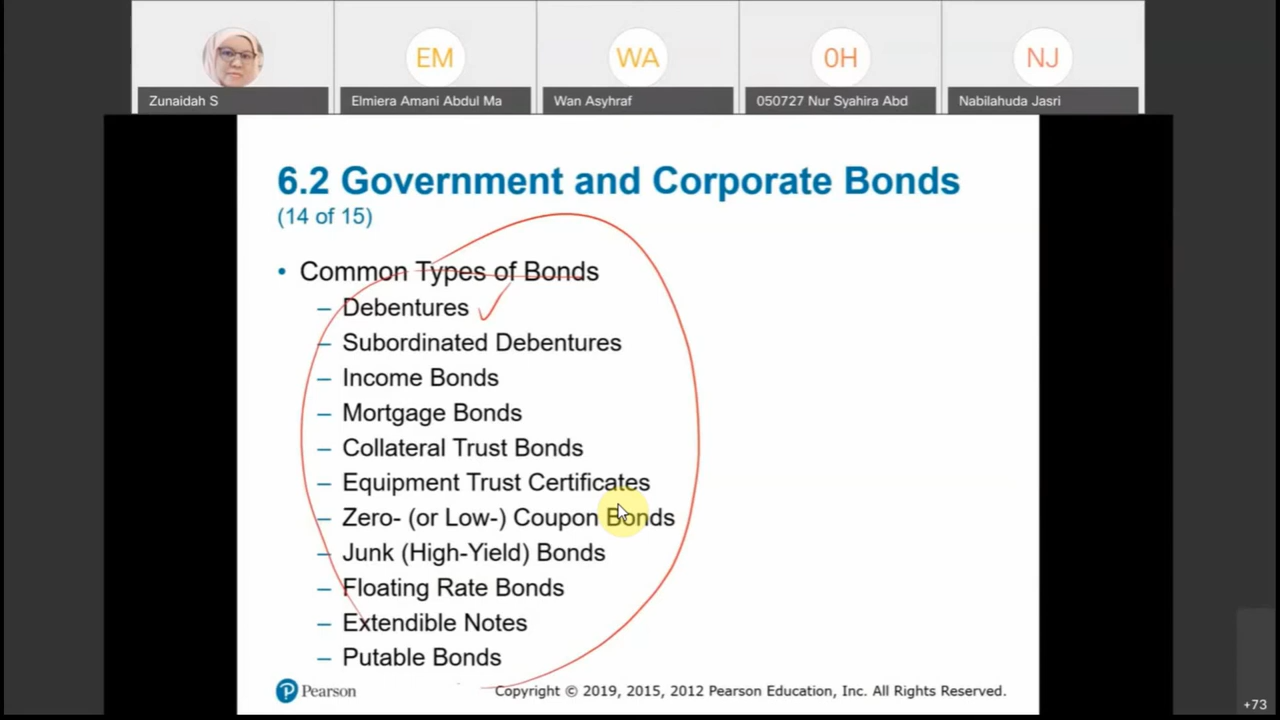 EM
WA
0H
NJ
Zunaidah S
Elmiera Amani Abdul Ma
Wan Asyhraf
050727 Nur Syahira Abd
Nabilahuda Jasri
6.2 Government and Corporate Bonds
(14 of 15)
• Common Types of Bonds
– Debentures
– Subordinated Debentures
– Income Bonds
– Mortgage Bonds
– Collateral Trust Bonds
– Equipment Trust Certificates
– Zero- (or Low-) Coupon Bonds
– Junk (High-Yield) Bonds
– Floating Rate Bonds
– Extendible Notes
– Putable Bonds
P Pearson
Copyright © 2019, 2015, 2012 Pearson Education, Inc. All Rights Reserved.
+73